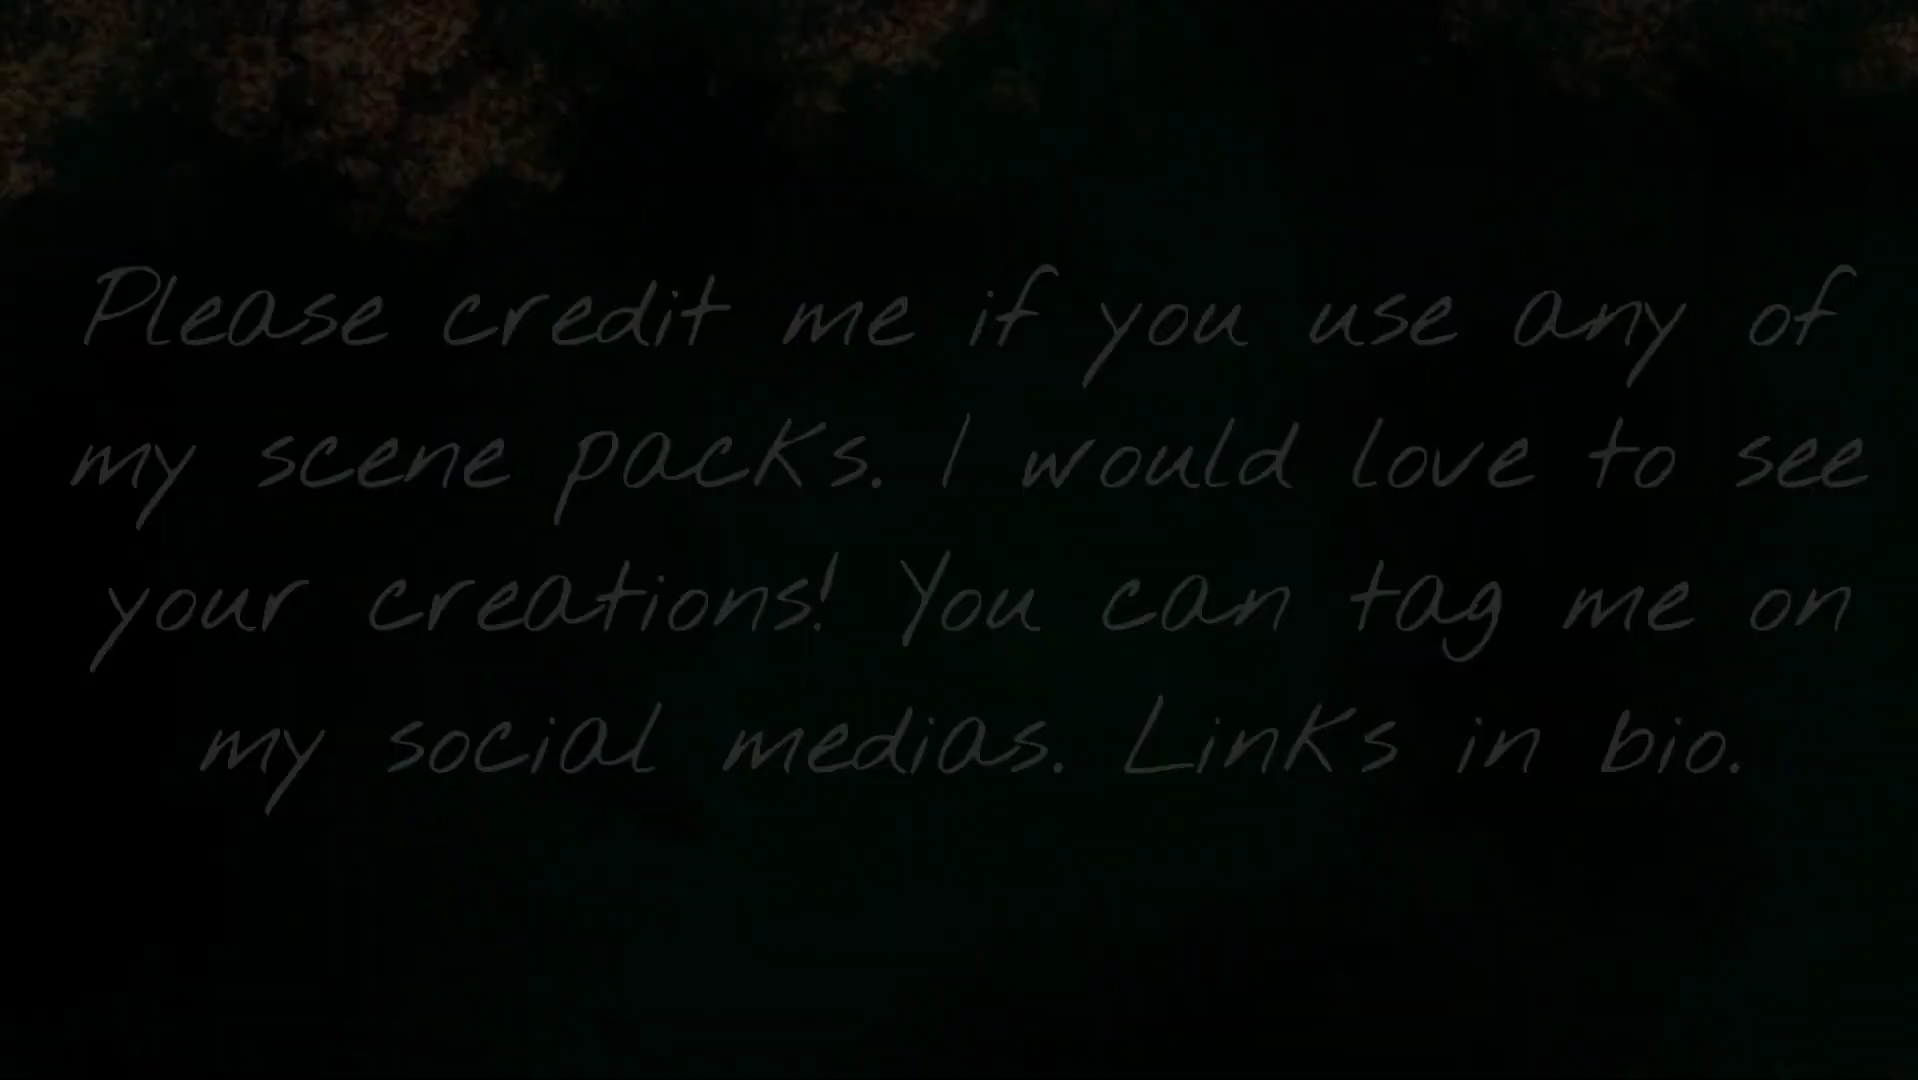 Please credit me if you use any of
my scene packs. I would love to see
your creations! You can tag me on
my social medias. Links in bio.